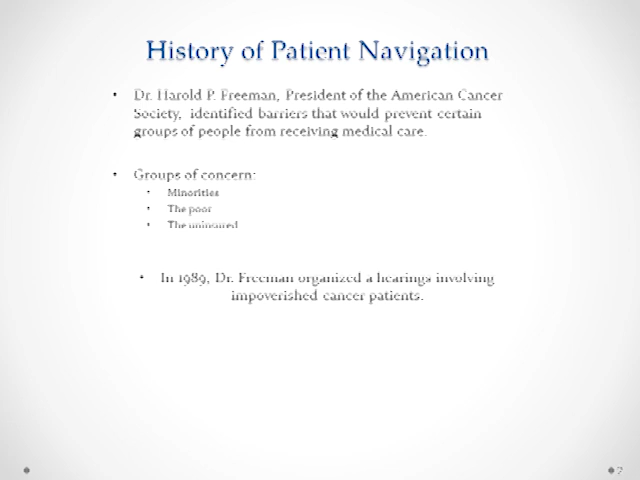 History of Patient Navigation
• Dr. Harold P. Freeman, President of the American Cancer
Society, identified barriers that would prevent certain
groups of people from receiving medical care.
• Groups of concern:
• Minorities
• The poor
• The uninsured
• In 1989, Dr. Freeman organized a hearings involving
impoverished cancer patients.